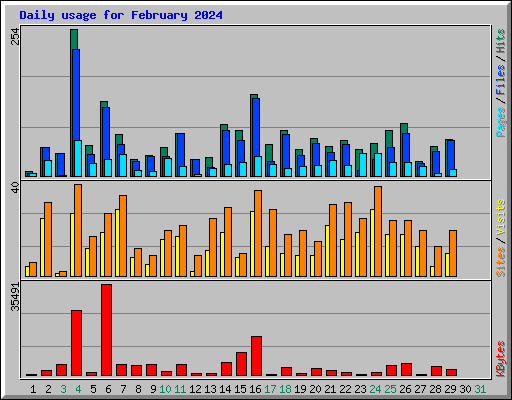 Daily usage for February 2024
254
Pages / Files / Hits
40
Sites / Visits
35491
KBytes
1 2 3 4 5 6 7 8 9 10 11 12 13 14 15 16 17 18 19 20 21 22 23 24 25 26 27 28 29 30 31